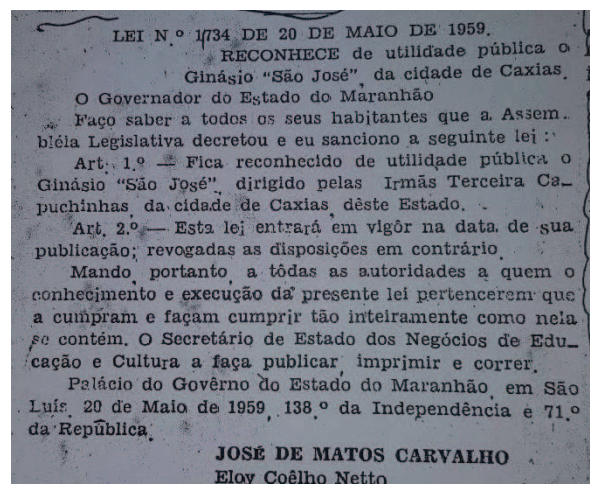 LEI N.º 1734 DE 20 DE MAIO DE 1959.
RECONHECE de utilidade pública o
Ginásio "São José", da cidade de Caxias.
O Governador do Estado do Maranhão
Faço saber a todos os seus habitantes que a Assem-
bléia Legislativa decretou e eu sanciono a seguinte lei :
Art. 1.º — Fica reconhecido de utilidade pública o
Ginásio "São José", dirigido pelas Irmãs Terceira Ca-
puchinhas, da cidade de Caxias, dêste Estado.
Art. 2.º — Esta lei entrará em vigôr na data de sua
publicação; revogadas as disposições em contrário.
Mando, portanto, a tôdas as autoridades a quem o
conhecimento e execução da presente lei pertencerem que
a cumpram e façam cumprir tão inteiramente como nela
se contém. O Secretário de Estado dos Negócios de Edu-
cação e Cultura a faça publicar, imprimir e correr.
Palácio do Govêrno do Estado do Maranhão, em São
Luís, 20 de Maio de 1959, 138.º da Independência e 71.º
da República.
JOSÉ DE MATOS CARVALHO
Eloy Coêlho Netto